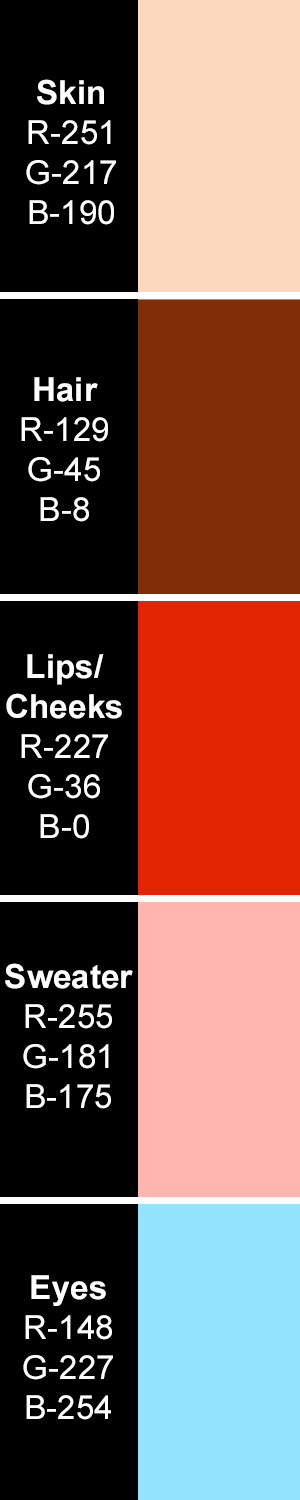 Skin
R-251
G-217
B-190
Hair
R-129
G-45
B-8
Lips/
Cheeks
R-227
G-36
B-0
Sweater
R-255
G-181
B-175
Eyes
R-148
G-227
B-254